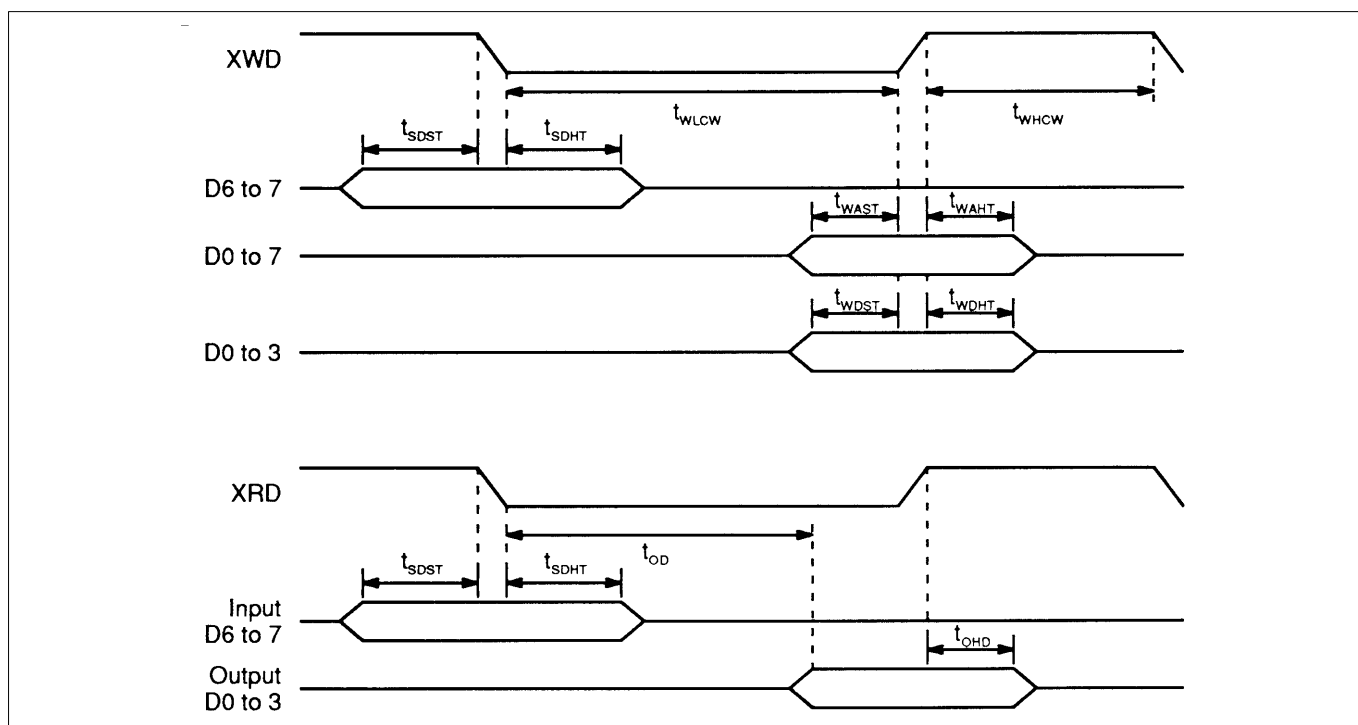 XWD
tWLCW
tWHCW
tSDST
tSDHT
D6 to 7
tWAST
tWAHT
D0 to 7
tWDST
tWDHT
D0 to 3
XRD
tOD
tSDST
tSDHT
Input
D6 to 7
tOHD
Output
D0 to 3